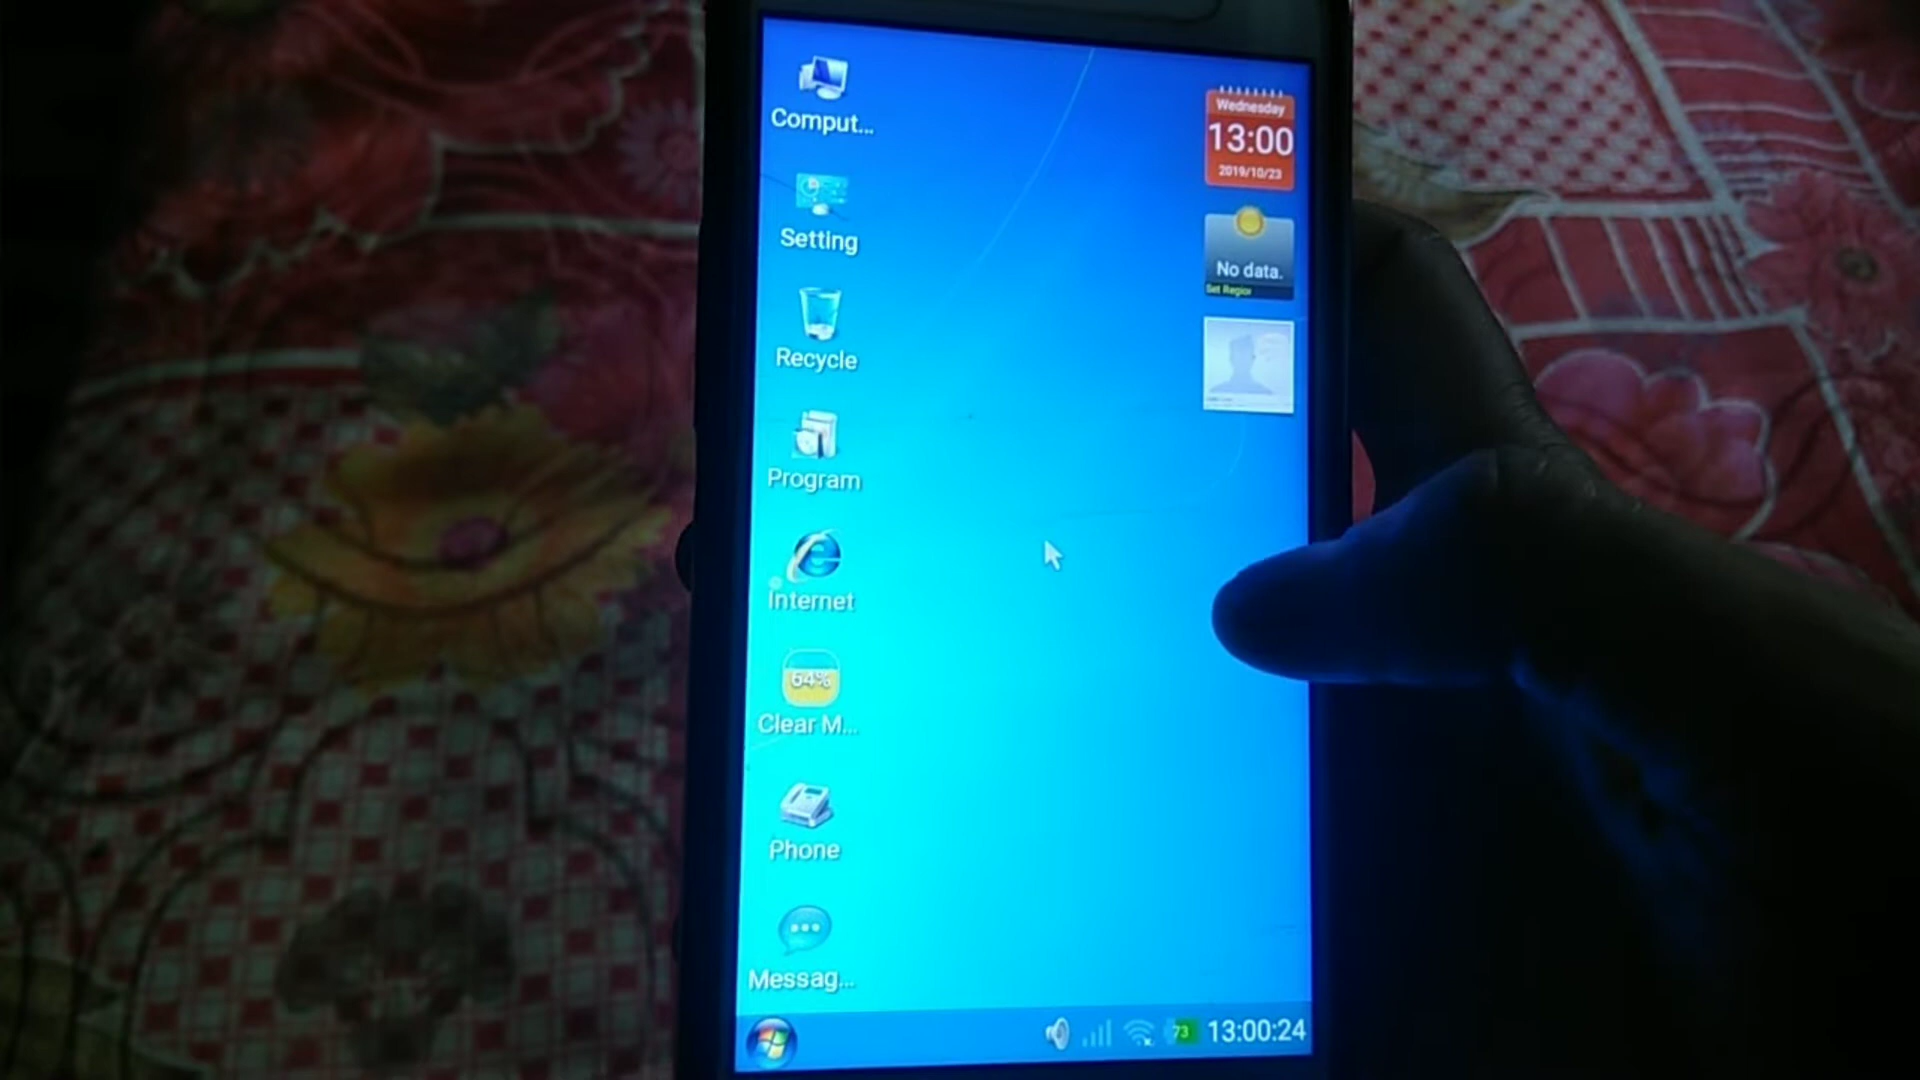 Comput...
Setting
Recycle
Program
Internet
64%
Clear M...
Phone
Messag...
Wednesday
13:00
2019/10/23
No data.
Set Region
73
13:00:24